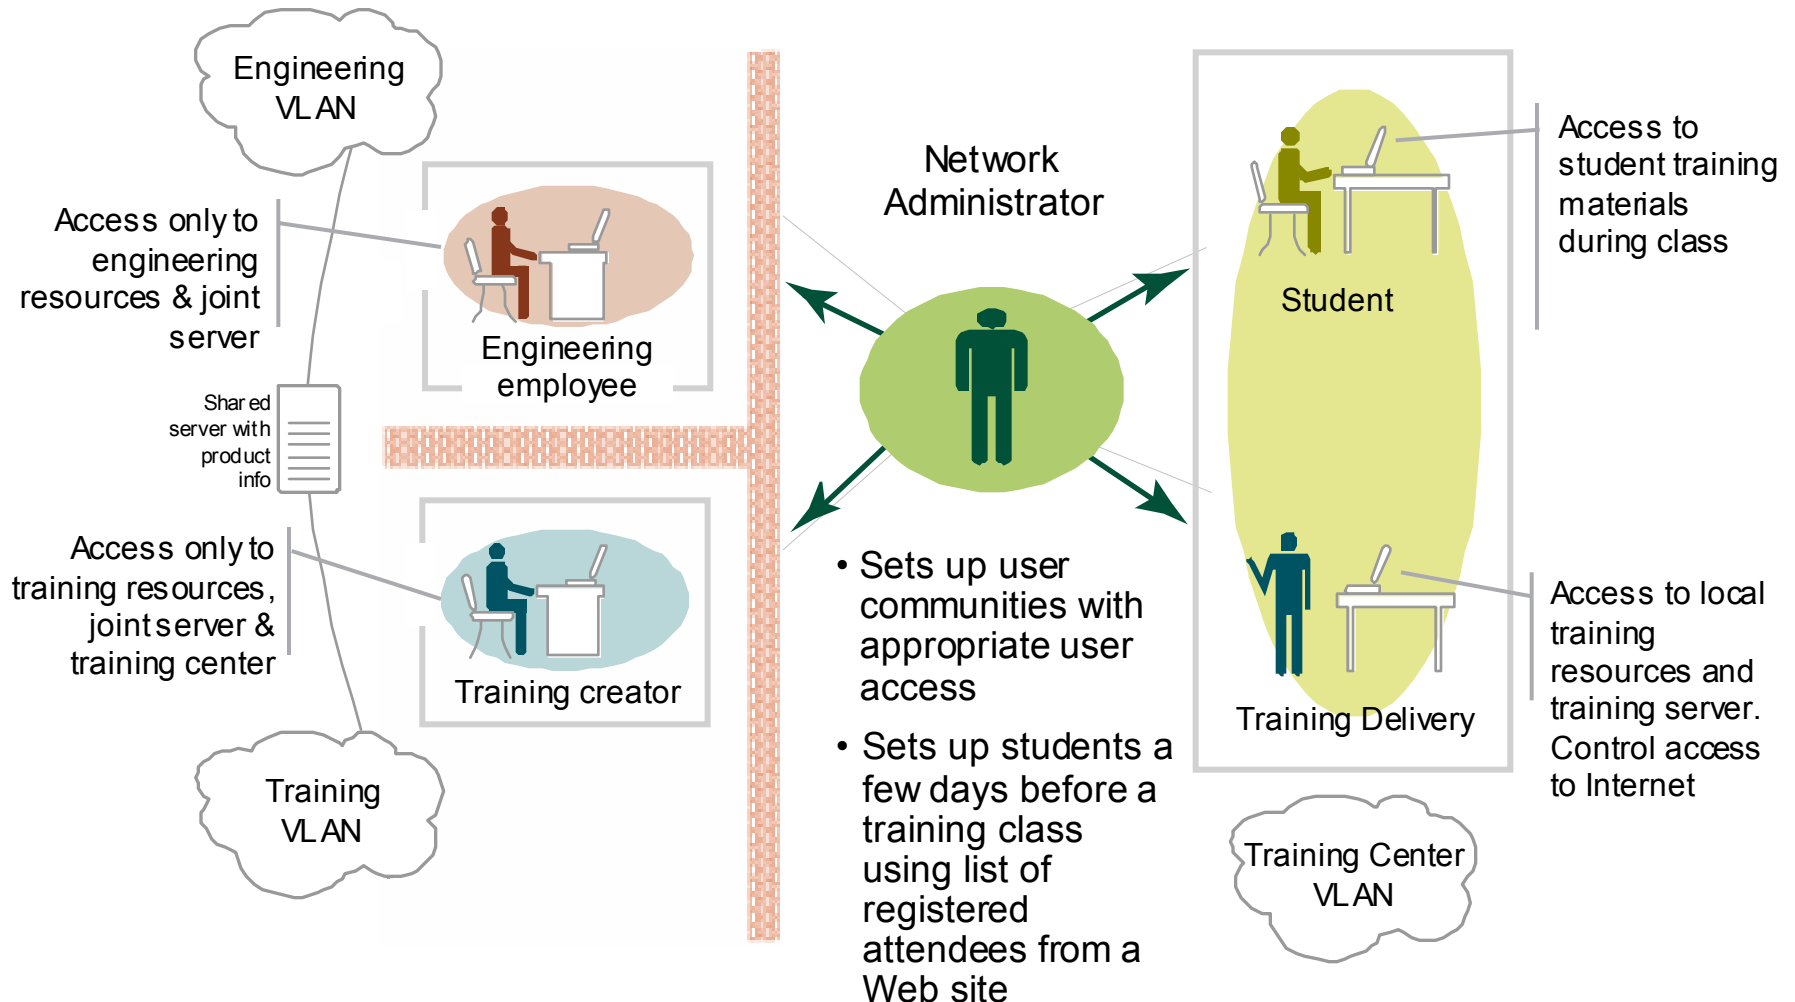 Engineering
VLAN
Access only to
engineering
resources & joint
server
Engineering
employee
Shared
server with
product
info
Access only to
training resources,
joint server &
training center
Training creator
Training
VLAN
Network
Administrator
• Sets up user
communities with
appropriate user
access
• Sets up students a
few days before a
training class
using list of
registered
attendees from a
Web site
Student
Access to
student training
materials
during class
Training Delivery
Access to local
training
resources and
training server.
Control access
to Internet
Training Center
VLAN